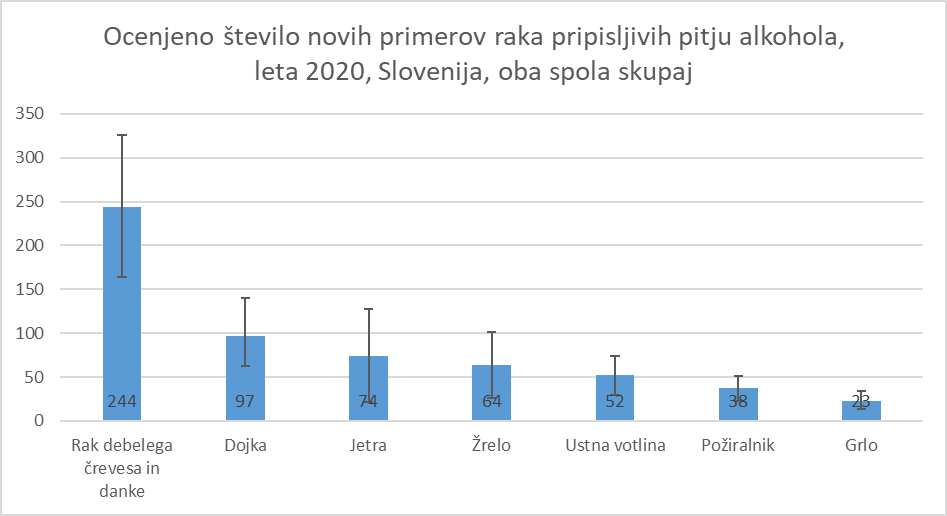 Ocenjeno število novih primerov raka pripisljivih pitju alkohola,
leta 2020, Slovenija, oba spola skupaj
350
300
250
200
150
100
50
0
244
97
74
64
52
38
23
Rak debelega
črevesa in
danke
Dojka
Jetra
Žrelo
Ustna votlina
Požiralnik
Grlo